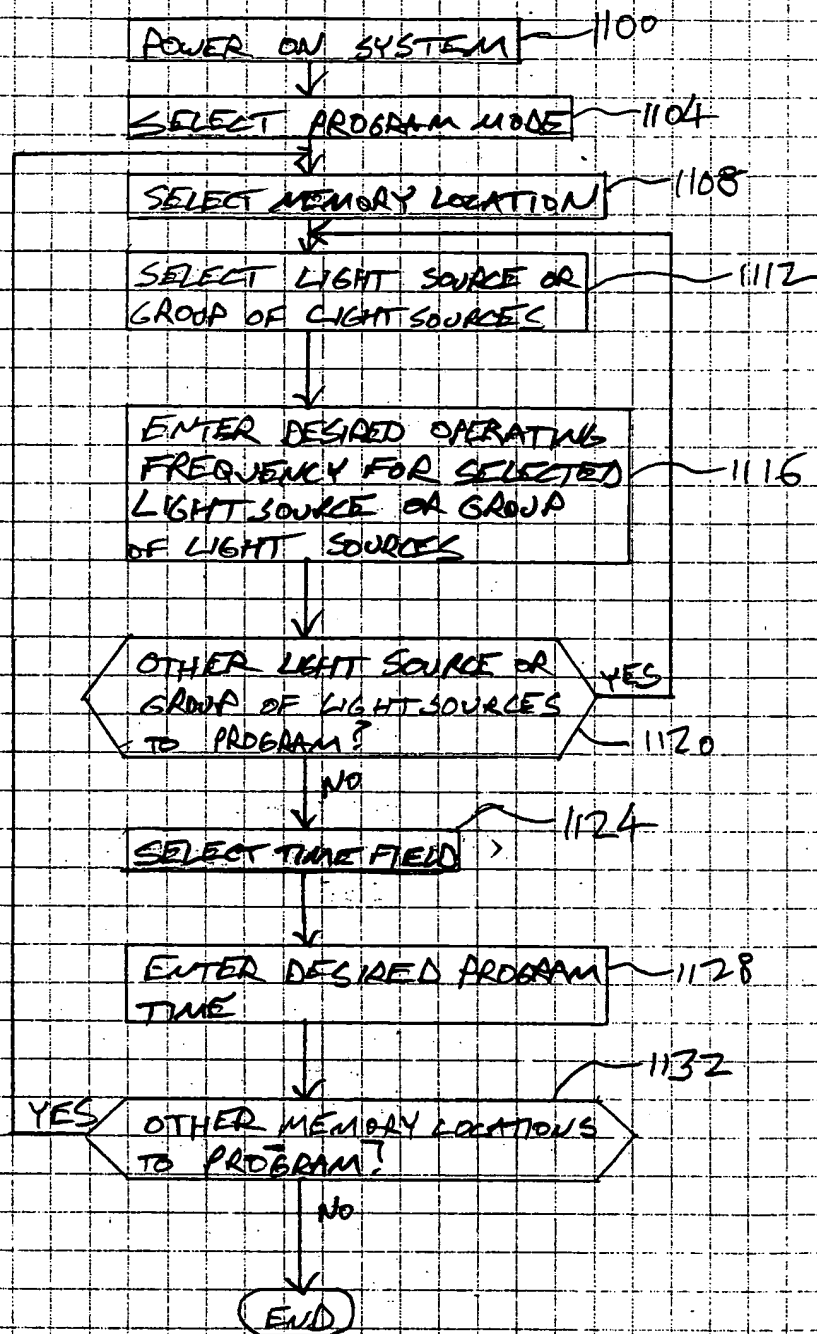 POWER ON SYSTEM 1100
SELECT PROGRAM MODE 1104
SELECT MEMORY LOCATION 1108
SELECT LIGHT SOURCE OR
GROUP OF LIGHT SOURCES
1112
ENTER DESIRED OPERATING
FREQUENCY FOR SELECTED
LIGHT SOURCE OR GROUP
OF LIGHT SOURCES
1116
OTHER LIGHT SOURCE OR
GROUP OF LIGHT SOURCES
TO PROGRAM?
YES
1120
NO
SELECT TIME FIELD 1124
ENTER DESIRED PROGRAM
TIME
1128
1132
YES
OTHER MEMORY LOCATIONS
TO PROGRAM?
NO
END